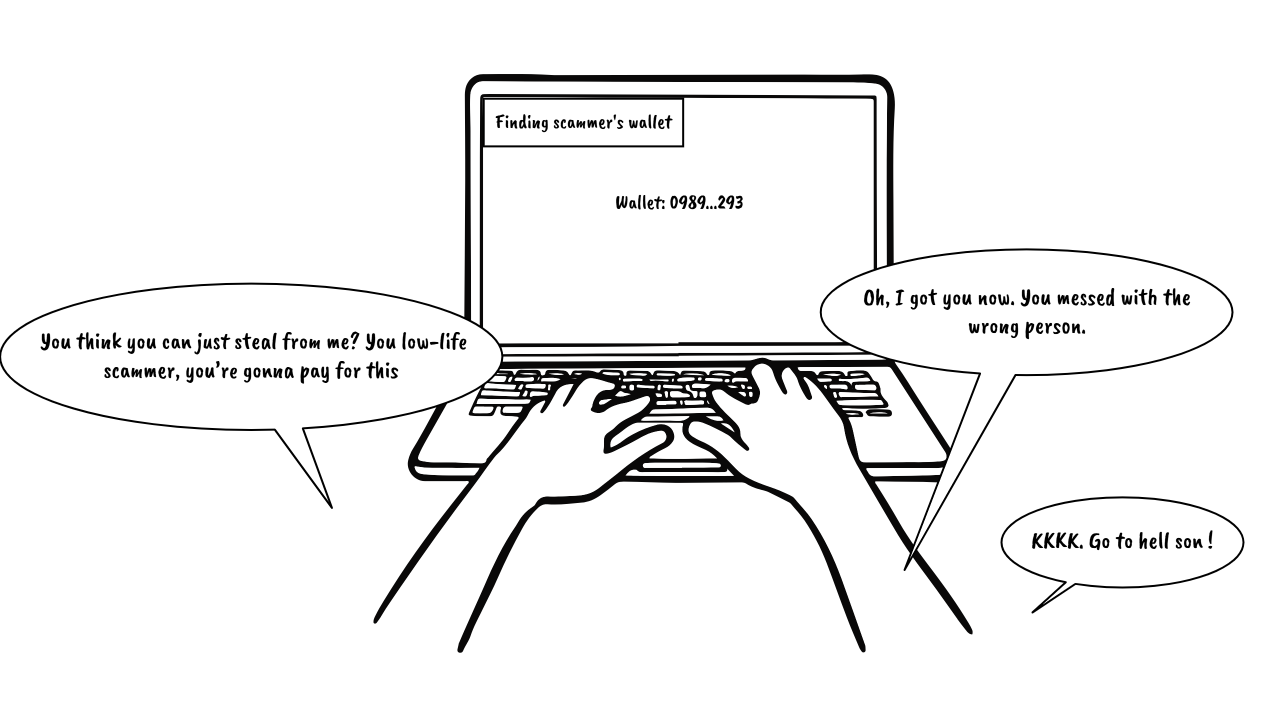 Finding scammer's wallet
Wallet: 0989...293
You think you can just steal from me? You low-life
scammer, you're gonna pay for this
Oh, I got you now. You messed with the
wrong person.
KKKK. Go to hell son !